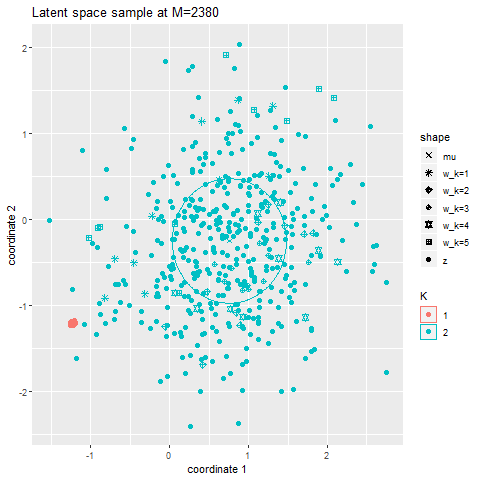 Latent space sample at M=2380
2
1
0
-1
-2
-1
0
1
2
coordinate 1
coordinate 2
shape
mu
w_k=1
w_k=2
w_k=3
w_k=4
w_k=5
z
K
1
2